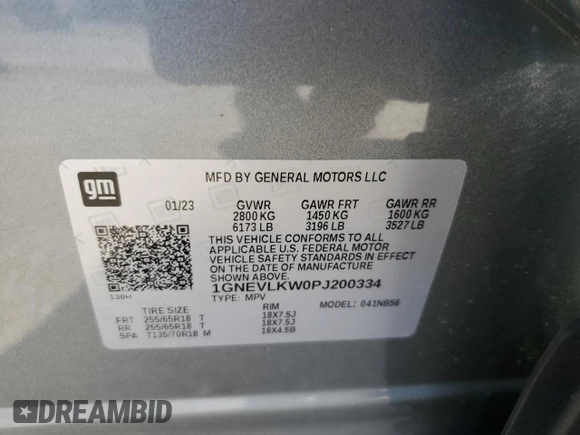 gm
MFD BY GENERAL MOTORS LLC
01/23 GVWR GAWR FRT GAWR RR
2800 KG 1450 KG 1600 KG
6173 LB 3196 LB 3527 LB
THIS VEHICLE CONFORMS TO ALL
APPLICABLE U.S. FEDERAL MOTOR
VEHICLE SAFETY STANDARDS IN EFFECT
ON THE DATE OF MANUFACTURE
SHOWN ABOVE.
1GNEVLKW0PJ200334
TYPE: MPV MODEL: 041NB56
139H
TIRE SIZE RIM
FRT 255/65R18 T 18X7.5J
RR 255/65R18 T 18X7.5J
SPA T135/70R18 M 18X4.5B
DREAMBID